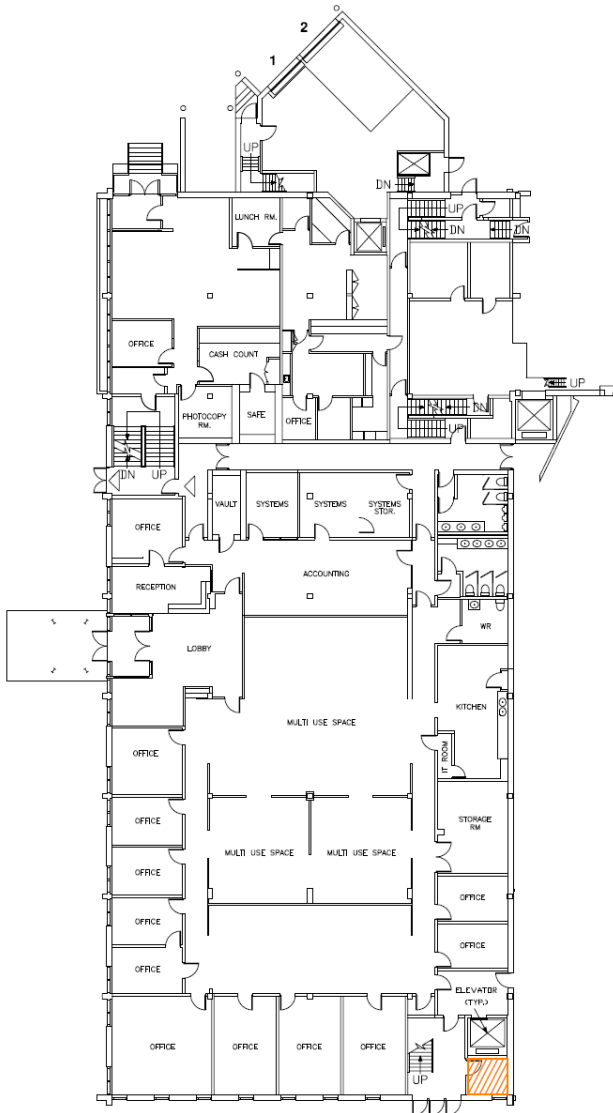 2
1
UP
DN
LUNCH RM.
UP
DN
DN
OFFICE
CASH COUNT
UP
PHOTOCOPY
RM.
SAFE
OFFICE
DN
UP
DN
UP
OFFICE
VAULT
SYSTEMS
SYSTEMS
SYSTEMS
STOR.
ACCOUNTING
RECEPTION
WR
LOBBY
KITCHEN
MULTI USE SPACE
IT ROOM
OFFICE
OFFICE
STORAGE
RM
MULTI USE SPACE
MULTI USE SPACE
OFFICE
OFFICE
OFFICE
OFFICE
OFFICE
ELEVATOR
(TYP.)
OFFICE
OFFICE
OFFICE
OFFICE
UP